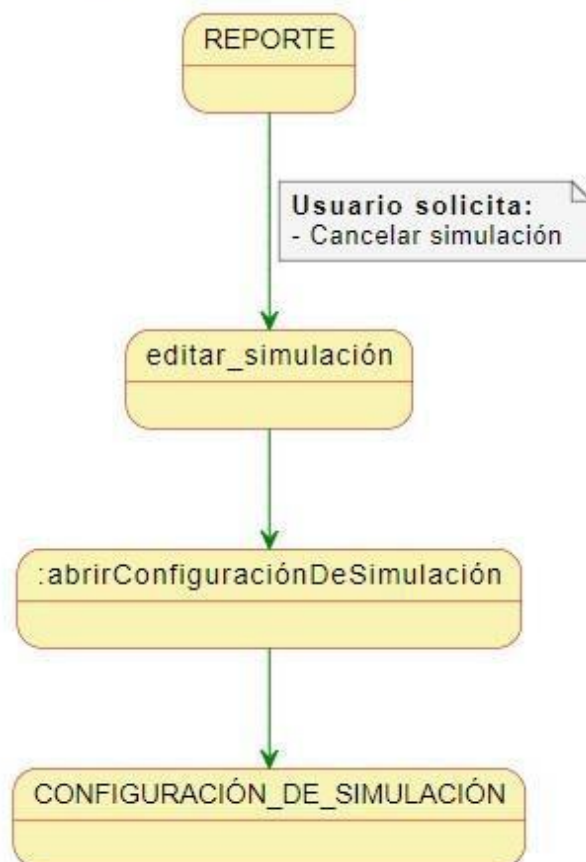 REPORTE
Usuario solicita:
- Cancelar simulación
editar_simulación
:abrirConfiguraciónDeSimulación
CONFIGURACIÓN_DE_SIMULACIÓN